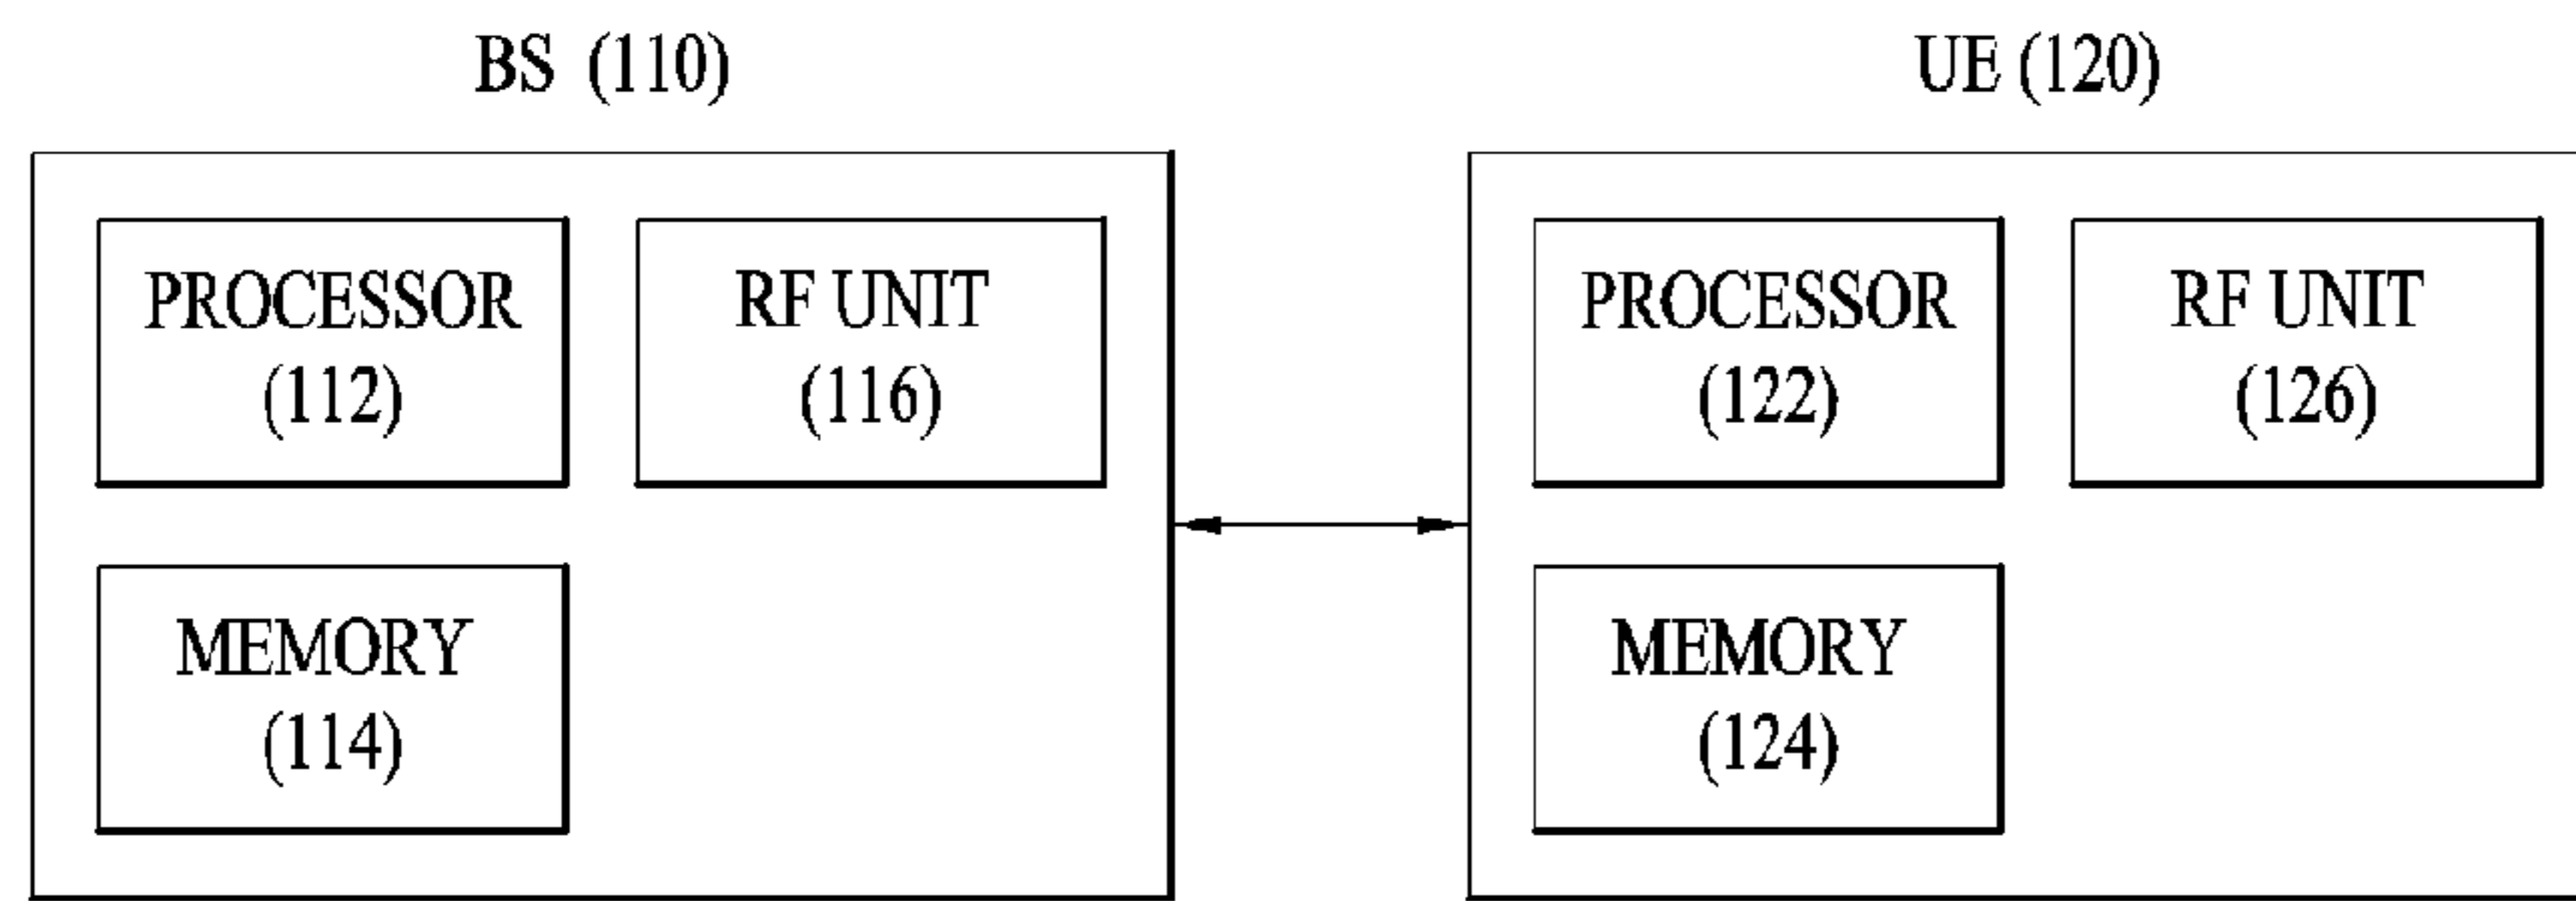 BS (110)
UE (120)
PROCESSOR
(112)
RF UNIT
(116)
MEMORY
(114)
PROCESSOR
(122)
RF UNIT
(126)
MEMORY
(124)